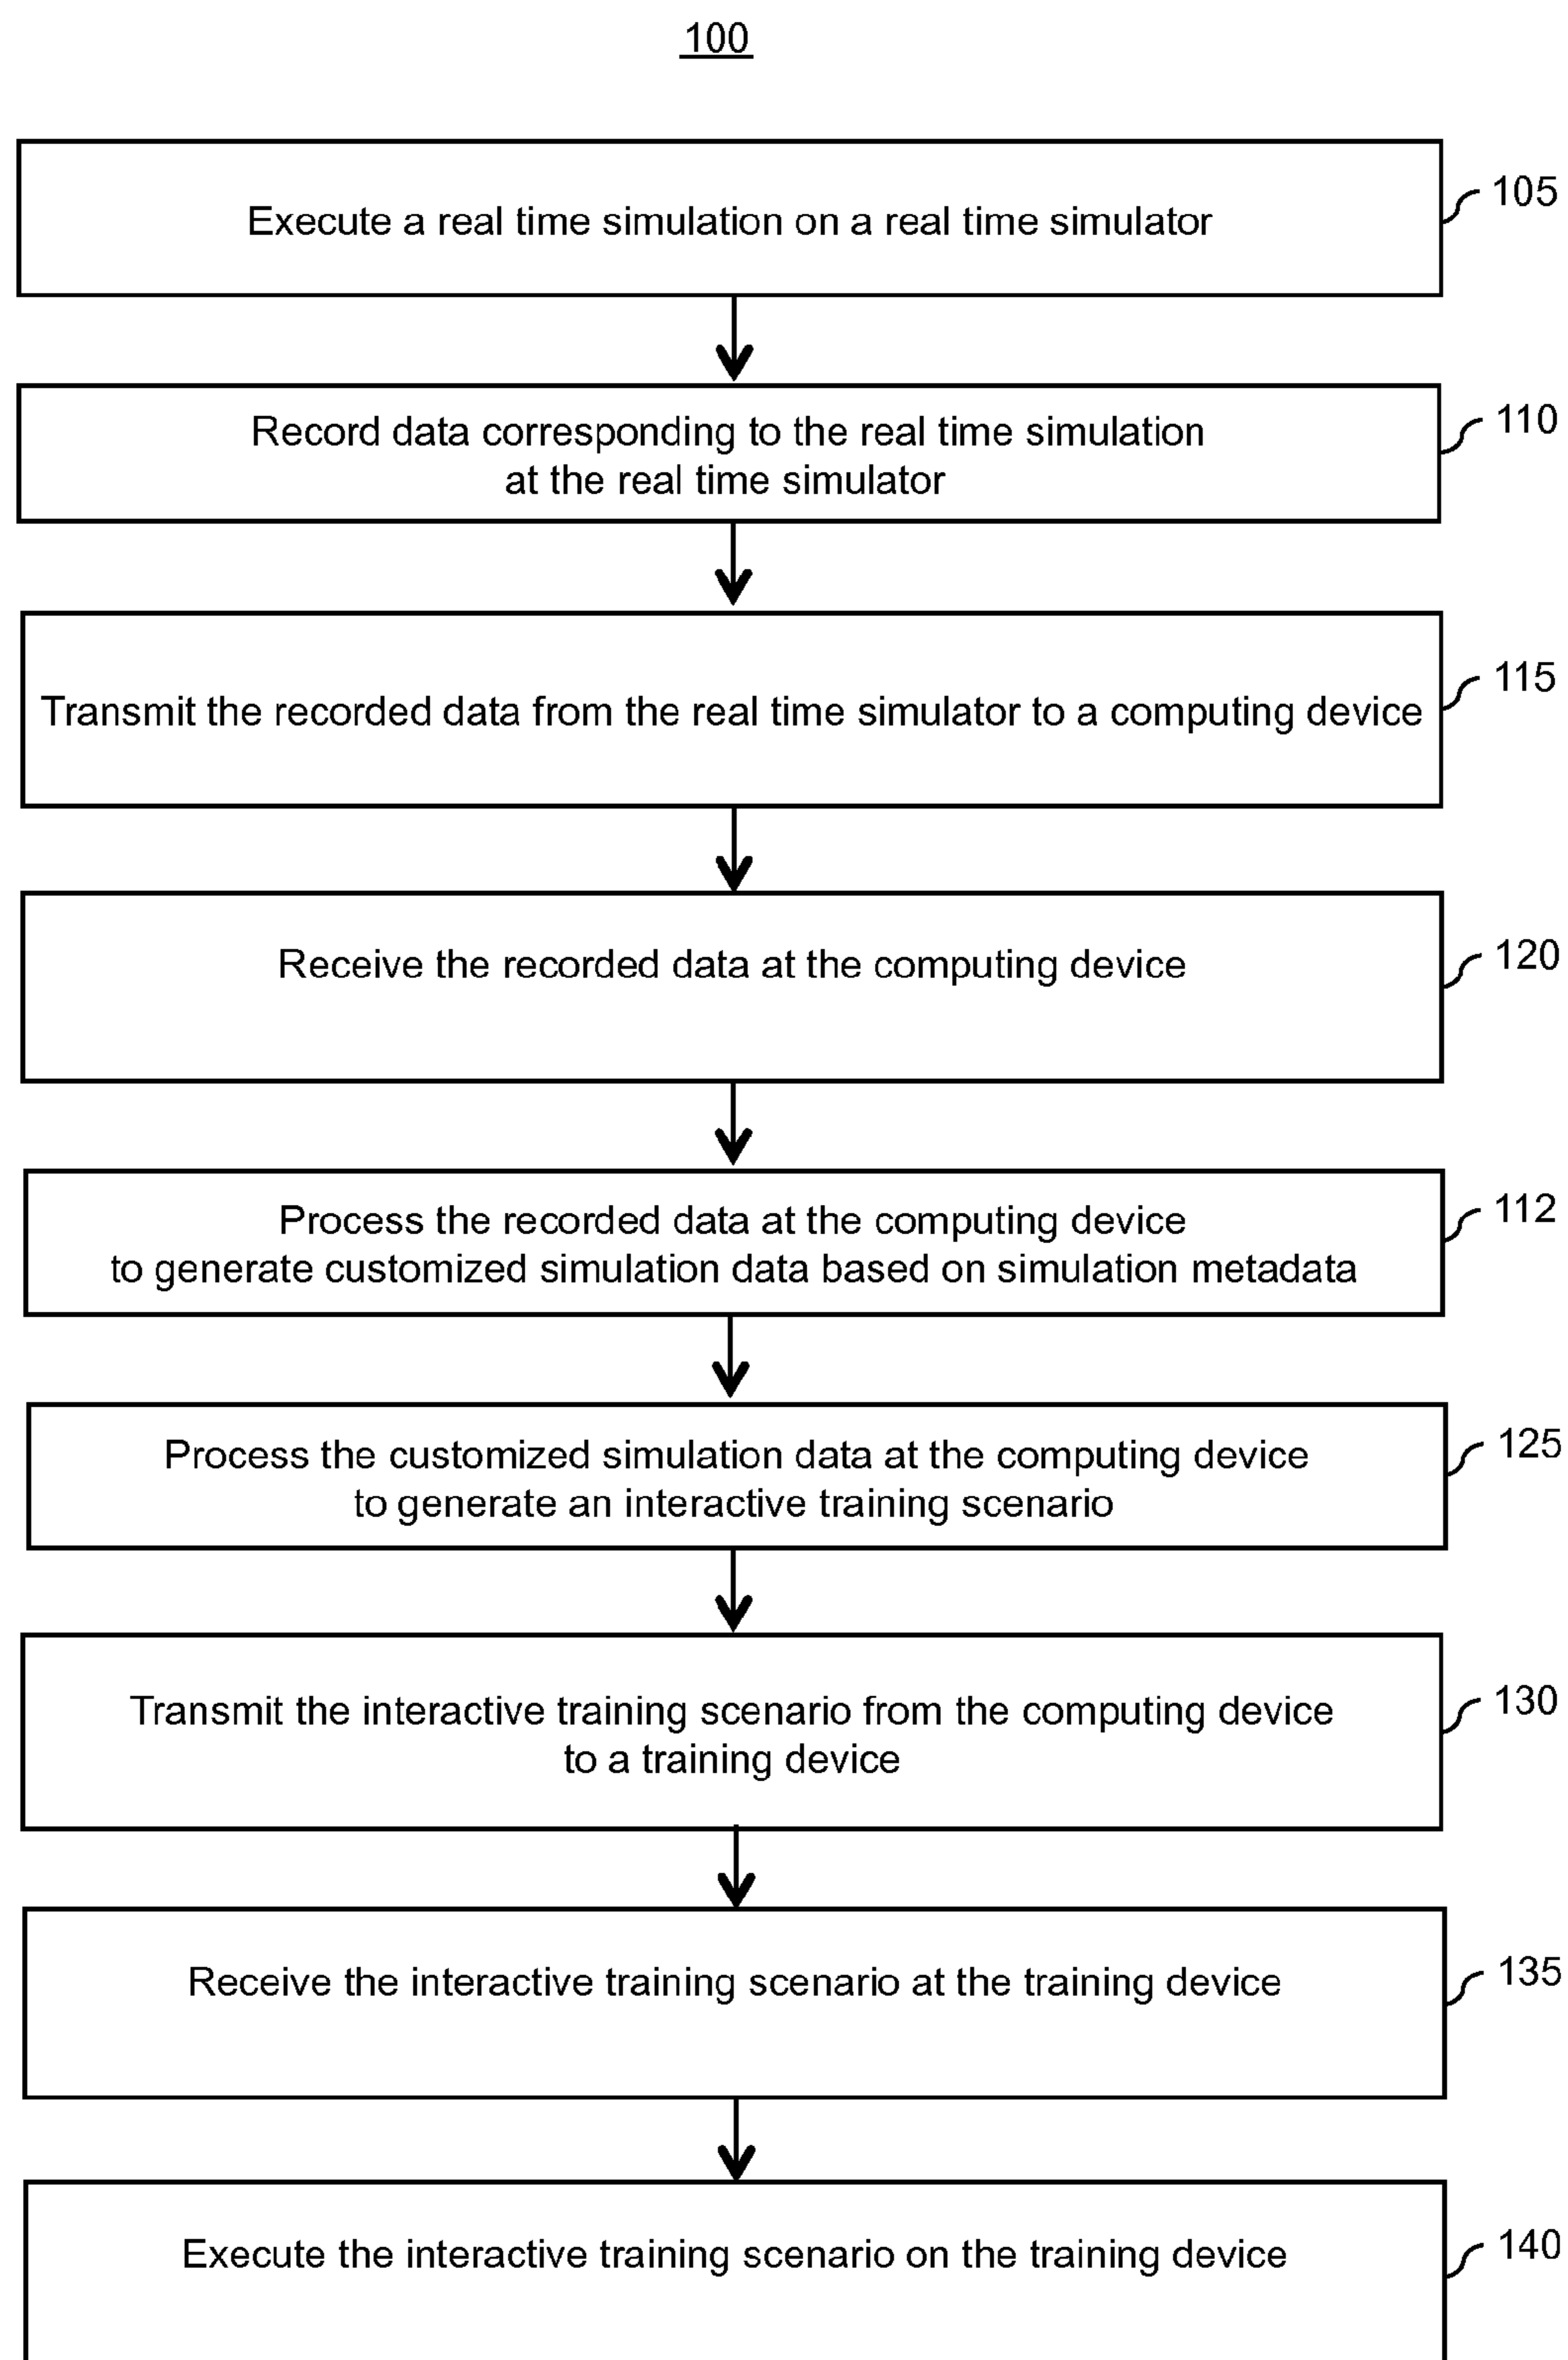 100
Execute a real time simulation on a real time simulator
105
Record data corresponding to the real time simulation
at the real time simulator
110
Transmit the recorded data from the real time simulator to a computing device
115
Receive the recorded data at the computing device
120
Process the recorded data at the computing device
to generate customized simulation data based on simulation metadata
112
Process the customized simulation data at the computing device
to generate an interactive training scenario
125
Transmit the interactive training scenario from the computing device
to a training device
130
Receive the interactive training scenario at the training device
135
Execute the interactive training scenario on the training device
140